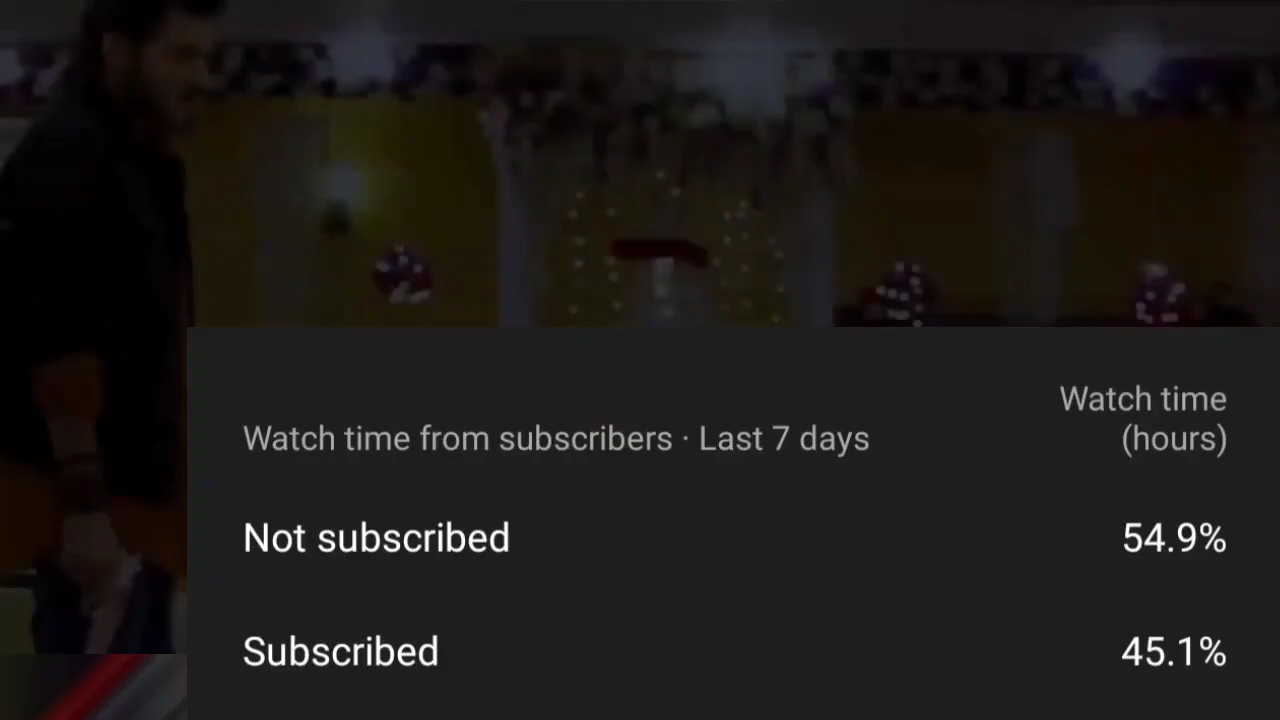 Watch time
Watch time from subscribers · Last 7 days (hours)
Not subscribed 54.9%
Subscribed 45.1%